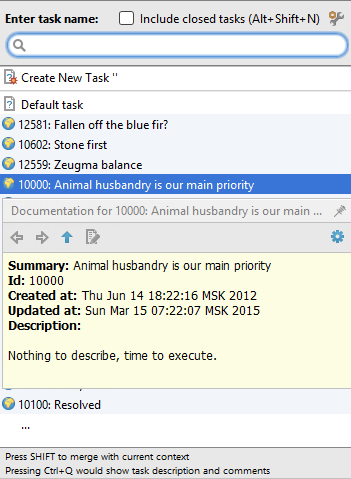 Enter task name: Include closed tasks (Alt+Shift+N)
Create New Task ''
Default task
12581: Fallen off the blue fir?
10602: Stone first
12559: Zeugma balance
10000: Animal husbandry is our main priority
Documentation for 10000: Animal husbandry is our main ...
Summary: Animal husbandry is our main priority
Id: 10000
Created at: Thu Jun 14 18:22:16 MSK 2012
Updated at: Sun Mar 15 07:22:07 MSK 2015
Description:
Nothing to describe, time to execute.
10100: Resolved
...
Press SHIFT to merge with current context
Pressing Ctrl+Q would show task description and comments